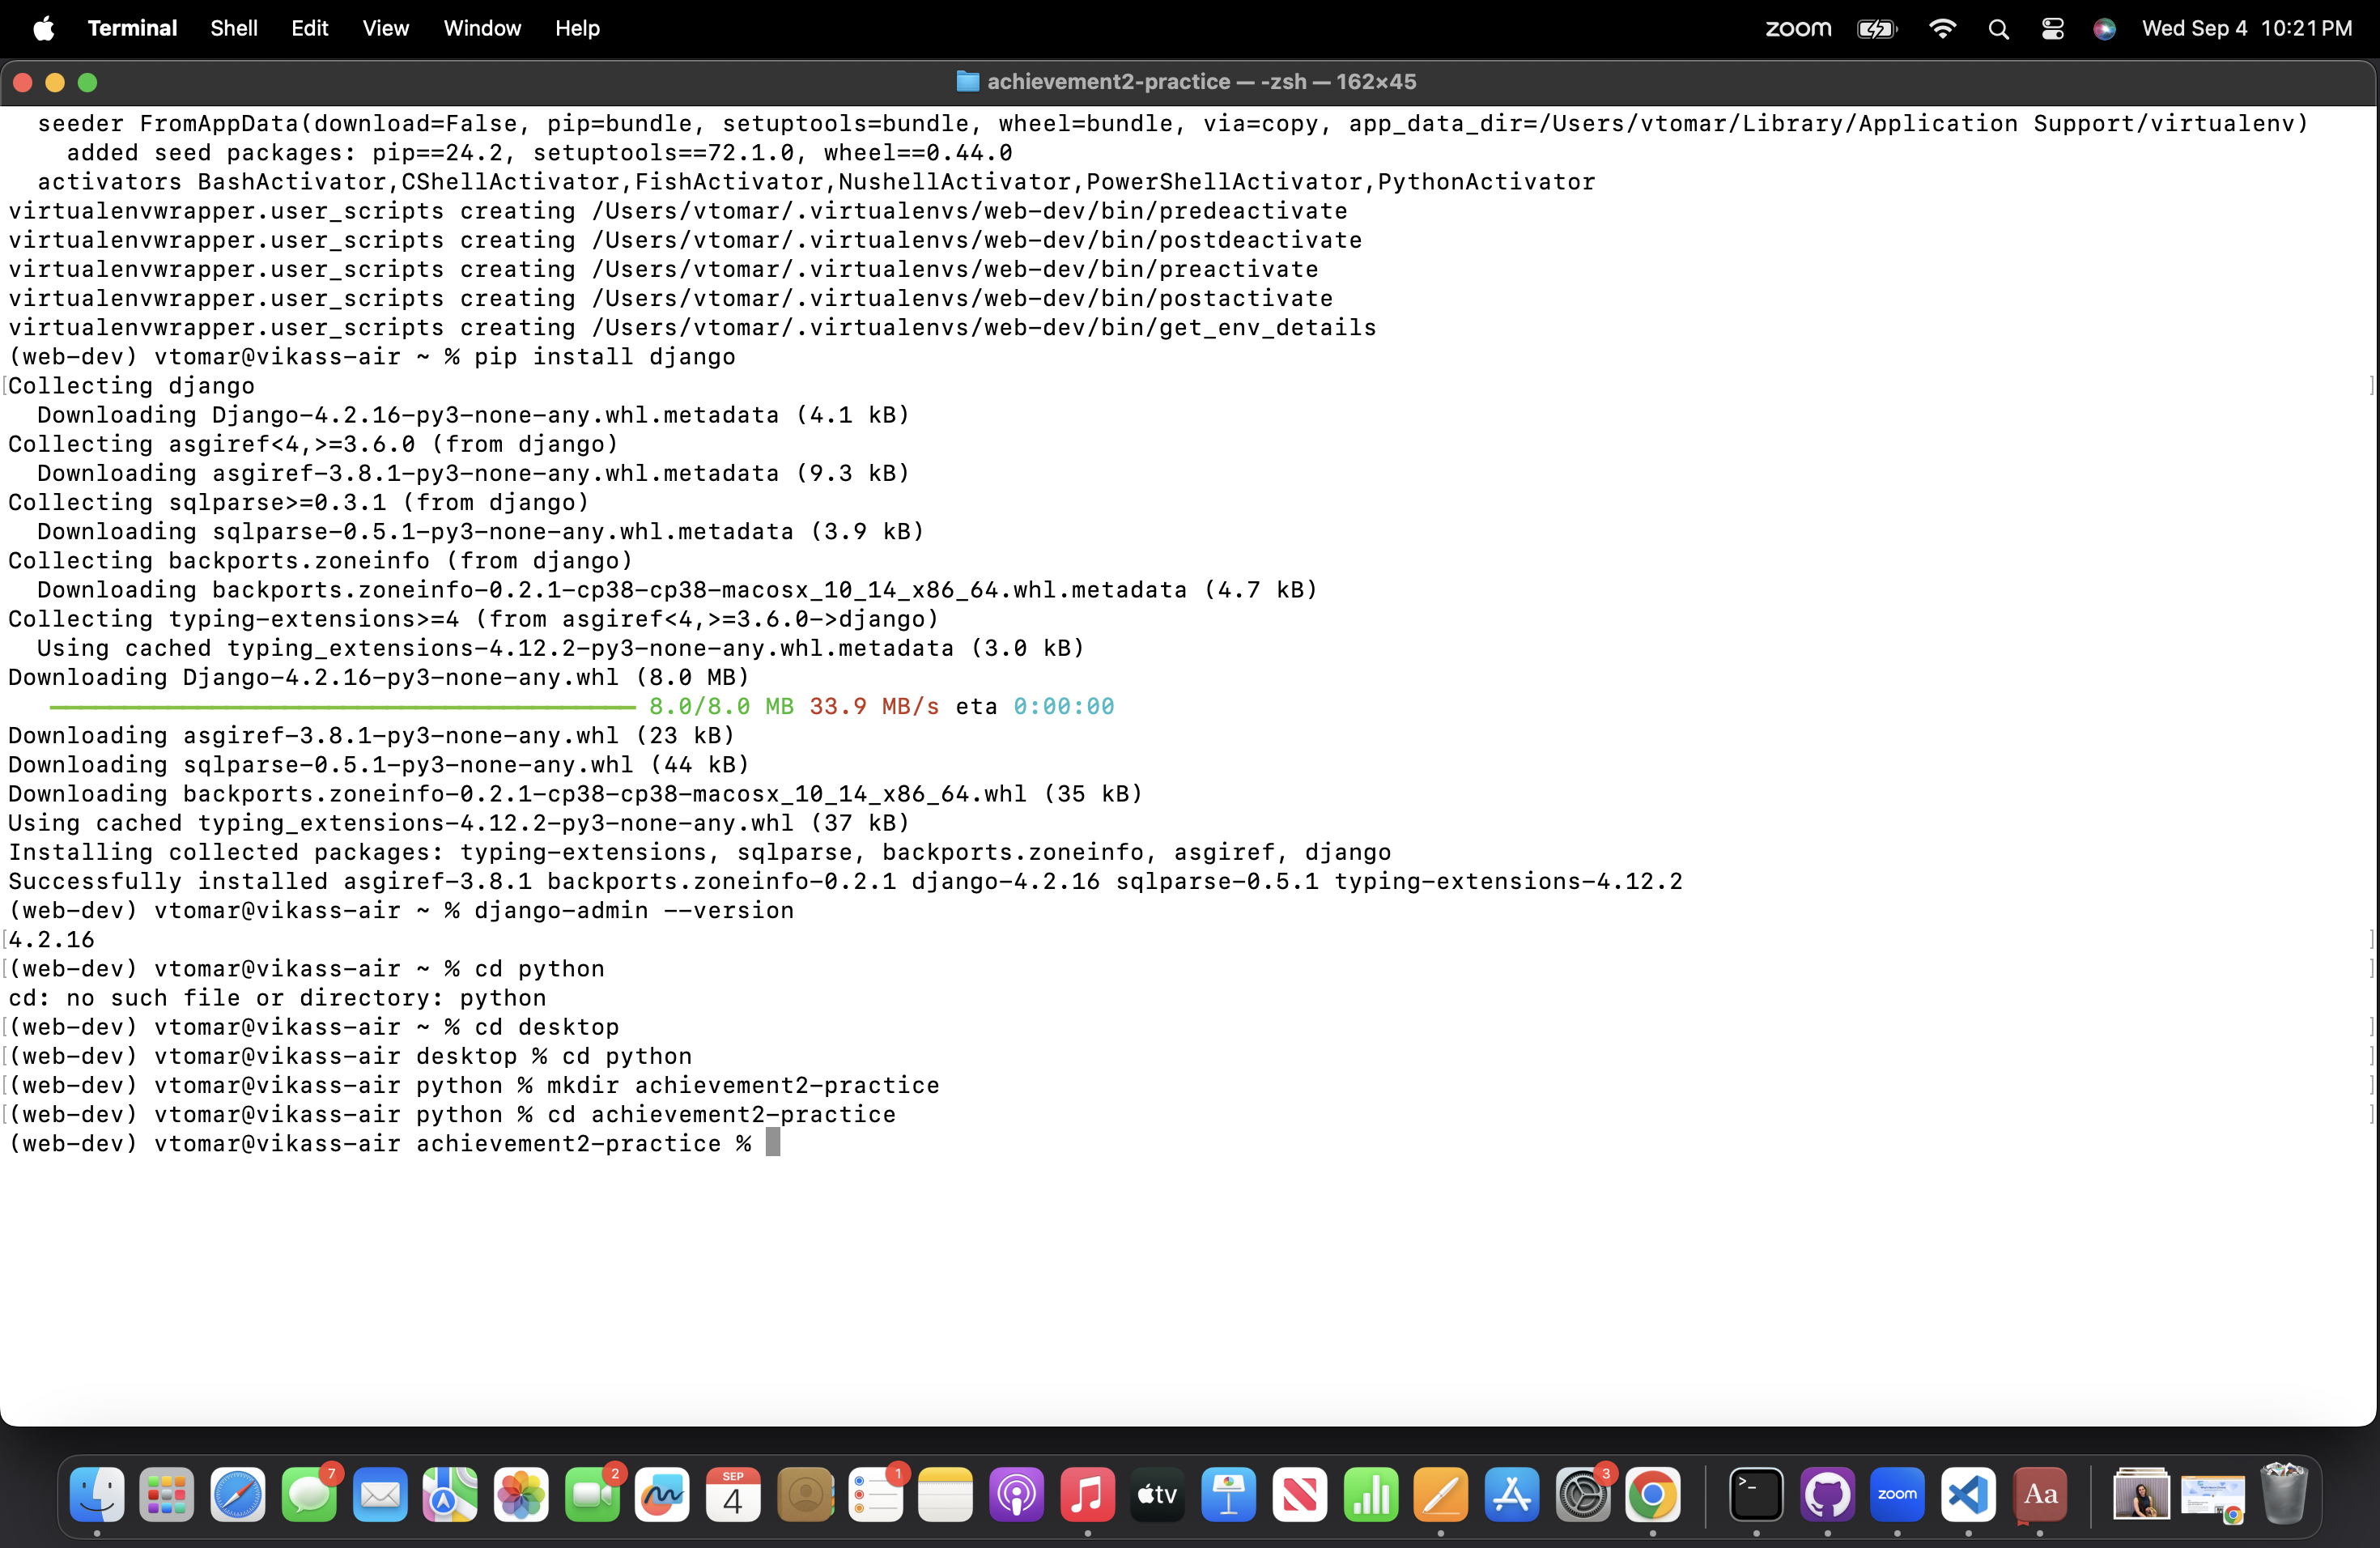 Terminal Shell Edit View Window Help zoom Wed Sep 4 10:21 PM
achievement2-practice — -zsh — 162×45
seeder FromAppData(download=False, pip=bundle, setuptools=bundle, wheel=bundle, via=copy, app_data_dir=/Users/vtomar/Library/Application Support/virtualenv)
added seed packages: pip==24.2, setuptools==72.1.0, wheel==0.44.0
activators BashActivator,CShellActivator,FishActivator,NushellActivator,PowerShellActivator,PythonActivator
virtualenvwrapper.user_scripts creating /Users/vtomar/.virtualenvs/web-dev/bin/predeactivate
virtualenvwrapper.user_scripts creating /Users/vtomar/.virtualenvs/web-dev/bin/postdeactivate
virtualenvwrapper.user_scripts creating /Users/vtomar/.virtualenvs/web-dev/bin/preactivate
virtualenvwrapper.user_scripts creating /Users/vtomar/.virtualenvs/web-dev/bin/postactivate
virtualenvwrapper.user_scripts creating /Users/vtomar/.virtualenvs/web-dev/bin/get_env_details
(web-dev) vtomar@vikass-air ~ % pip install django
[Collecting django ]
Downloading Django-4.2.16-py3-none-any.whl.metadata (4.1 kB)
Collecting asgiref<4,>=3.6.0 (from django)
Downloading asgiref-3.8.1-py3-none-any.whl.metadata (9.3 kB)
Collecting sqlparse>=0.3.1 (from django)
Downloading sqlparse-0.5.1-py3-none-any.whl.metadata (3.9 kB)
Collecting backports.zoneinfo (from django)
Downloading backports.zoneinfo-0.2.1-cp38-cp38-macosx_10_14_x86_64.whl.metadata (4.7 kB)
Collecting typing-extensions>=4 (from asgiref<4,>=3.6.0->django)
Using cached typing_extensions-4.12.2-py3-none-any.whl.metadata (3.0 kB)
Downloading Django-4.2.16-py3-none-any.whl (8.0 MB)
8.0/8.0 MB 33.9 MB/s eta 0:00:00
Downloading asgiref-3.8.1-py3-none-any.whl (23 kB)
Downloading sqlparse-0.5.1-py3-none-any.whl (44 kB)
Downloading backports.zoneinfo-0.2.1-cp38-cp38-macosx_10_14_x86_64.whl (35 kB)
Using cached typing_extensions-4.12.2-py3-none-any.whl (37 kB)
Installing collected packages: typing-extensions, sqlparse, backports.zoneinfo, asgiref, django
Successfully installed asgiref-3.8.1 backports.zoneinfo-0.2.1 django-4.2.16 sqlparse-0.5.1 typing-extensions-4.12.2
(web-dev) vtomar@vikass-air ~ % django-admin --version
[4.2.16 ]
[(web-dev) vtomar@vikass-air ~ % cd python ]
cd: no such file or directory: python
[(web-dev) vtomar@vikass-air ~ % cd desktop ]
[(web-dev) vtomar@vikass-air desktop % cd python ]
[(web-dev) vtomar@vikass-air python % mkdir achievement2-practice ]
[(web-dev) vtomar@vikass-air python % cd achievement2-practice ]
(web-dev) vtomar@vikass-air achievement2-practice %
7 2 SEP 4 1 tv 3 >_ zoom Aa